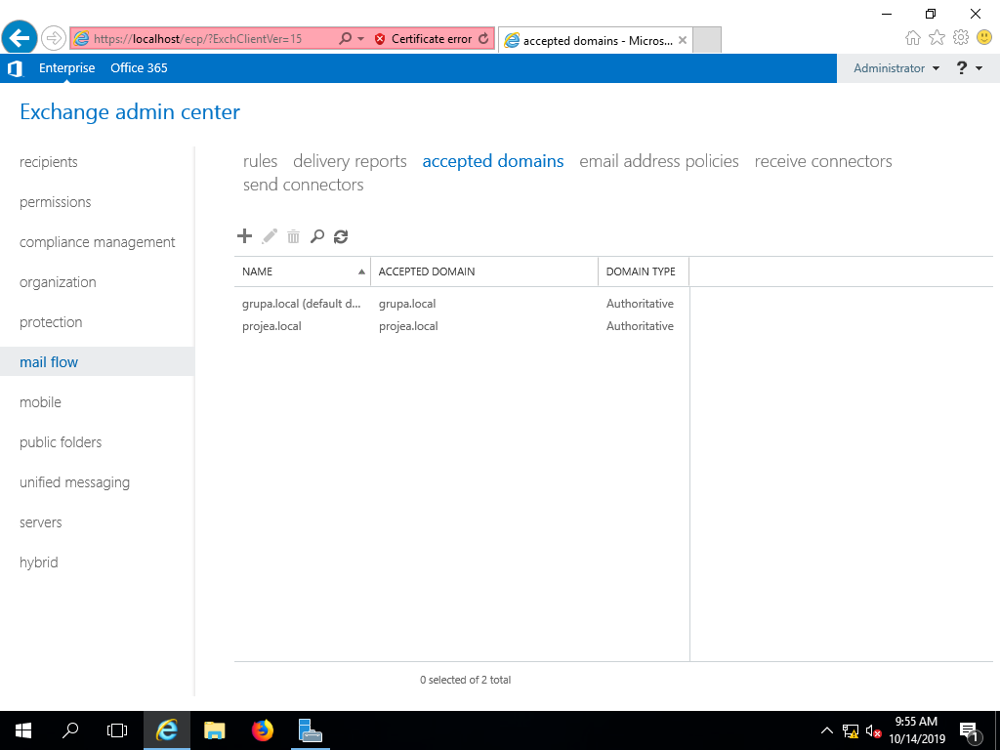 https://localhost/ecp/?ExchClientVer=15
Certificate error
accepted domains - Micros...
Enterprise
Office 365
Administrator
?
Exchange admin center
recipients
permissions
compliance management
organization
protection
mail flow
mobile
public folders
unified messaging
servers
hybrid
rules delivery reports accepted domains email address policies receive connectors
send connectors
NAME ACCEPTED DOMAIN DOMAIN TYPE
grupa.local (default d... grupa.local Authoritative
projea.local projea.local Authoritative
0 selected of 2 total
9:55 AM
10/14/2019
1